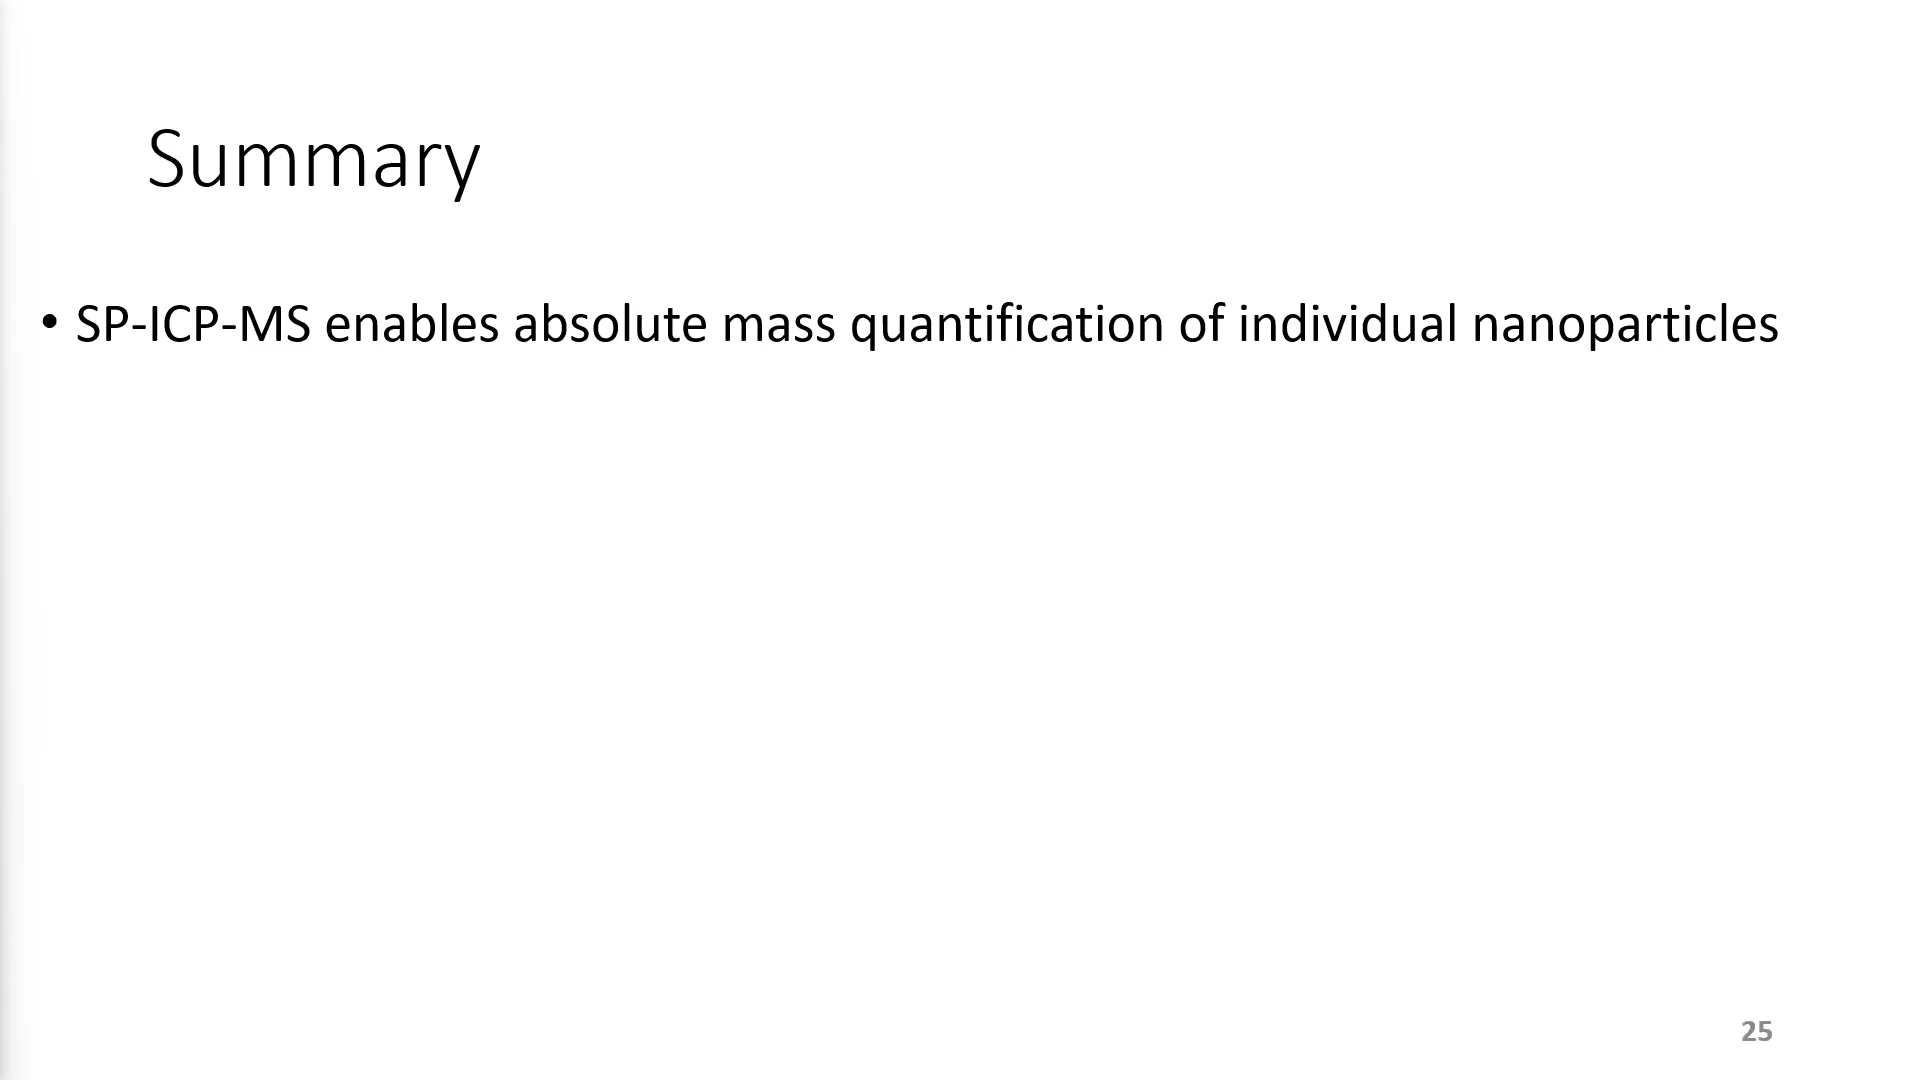 Summary
• SP-ICP-MS enables absolute mass quantification of individual nanoparticles
25